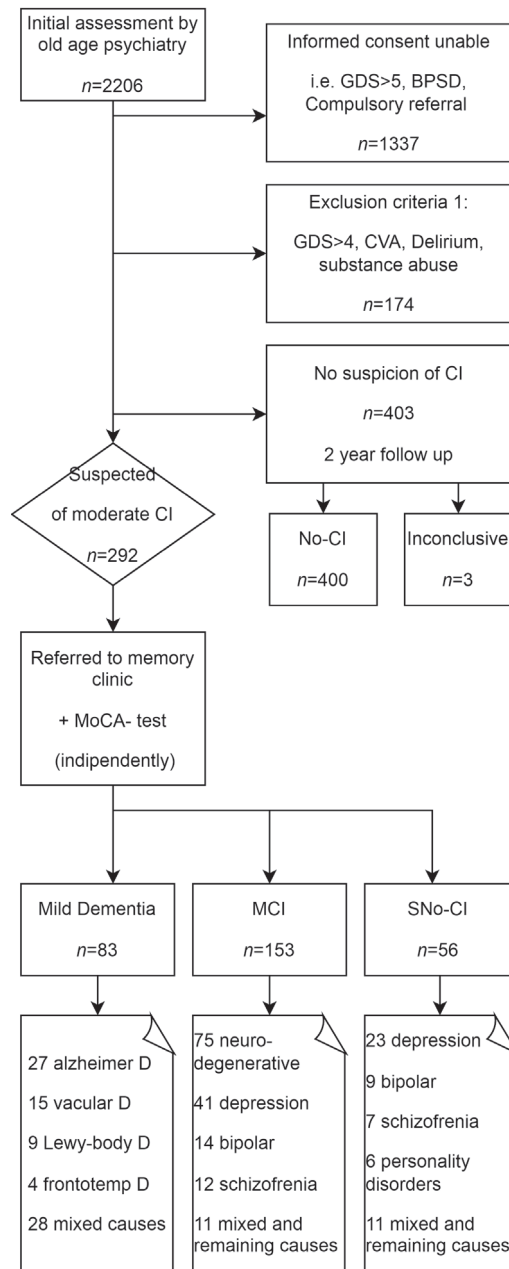 Initial assessment by
old age psychiatry
n=2206
Informed consent unable
i.e. GDS>5, BPSD,
Compulsory referral
n=1337
Exclusion criteria 1:
GDS>4, CVA, Delirium,
substance abuse
n=174
No suspicion of CI
n=403
2 year follow up
Suspected
of moderate CI
n=292
No-CI
n=400
Inconclusive
n=3
Referred to memory
clinic
+ MoCA- test
(indipendently)
Mild Dementia
n=83
MCI
n=153
SNo-CI
n=56
27 alzheimer D
15 vacular D
9 Lewy-body D
4 frontotemp D
28 mixed causes
75 neuro-
degenerative
41 depression
14 bipolar
12 schizofrenia
11 mixed and
remaining causes
23 depression
9 bipolar
7 schizofrenia
6 personality
disorders
11 mixed and
remaining causes